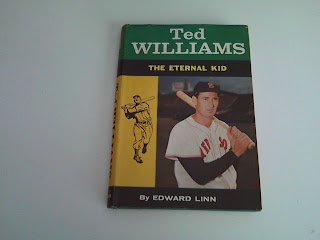 Ted
WILLIAMS
THE ETERNAL KID
By EDWARD LINN